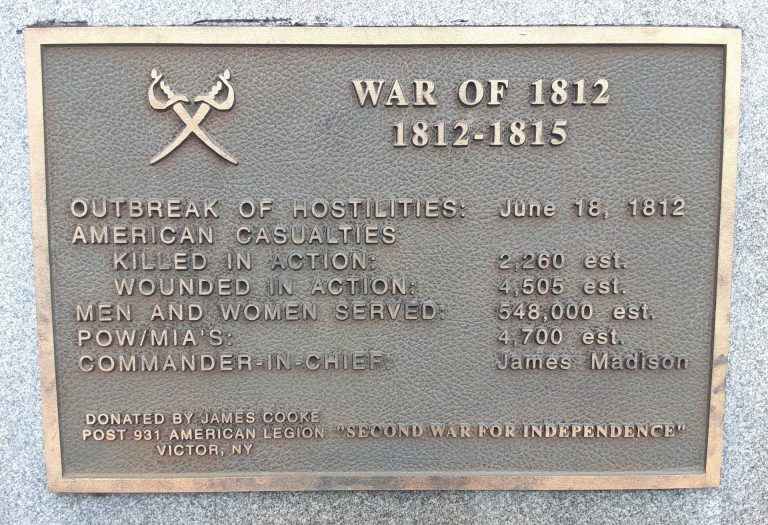 WAR OF 1812
1812-1815
OUTBREAK OF HOSTILITIES: June 18, 1812
AMERICAN CASUALTIES
KILLED IN ACTION: 2,260 est.
WOUNDED IN ACTION: 4,505 est.
MEN AND WOMEN SERVED: 548,000 est.
POW/MIA'S: 4,700 est.
COMMANDER-IN-CHIEF: James Madison
DONATED BY JAMES COOKE
POST 931 AMERICAN LEGION "SECOND WAR FOR INDEPENDENCE"
VICTOR, NY